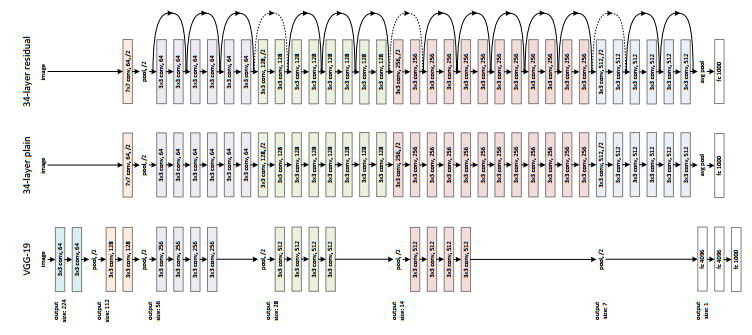 34-layer residual
image
7x7 conv, 64, /2
pool, /2
3x3 conv, 64
3x3 conv, 64
3x3 conv, 64
3x3 conv, 64
3x3 conv, 64
3x3 conv, 64
3x3 conv, 128, /2
3x3 conv, 128
3x3 conv, 128
3x3 conv, 128
3x3 conv, 128
3x3 conv, 128
3x3 conv, 128
3x3 conv, 128
3x3 conv, 256, /2
3x3 conv, 256
3x3 conv, 256
3x3 conv, 256
3x3 conv, 256
3x3 conv, 256
3x3 conv, 256
3x3 conv, 256
3x3 conv, 256
3x3 conv, 256
3x3 conv, 256
3x3 conv, 256
3x3 conv, 512, /2
3x3 conv, 512
3x3 conv, 512
3x3 conv, 512
3x3 conv, 512
3x3 conv, 512
avg pool
fc 1000
34-layer plain
image
7x7 conv, 64, /2
pool, /2
3x3 conv, 64
3x3 conv, 64
3x3 conv, 64
3x3 conv, 64
3x3 conv, 64
3x3 conv, 64
3x3 conv, 128, /2
3x3 conv, 128
3x3 conv, 128
3x3 conv, 128
3x3 conv, 128
3x3 conv, 128
3x3 conv, 128
3x3 conv, 128
3x3 conv, 256, /2
3x3 conv, 256
3x3 conv, 256
3x3 conv, 256
3x3 conv, 256
3x3 conv, 256
3x3 conv, 256
3x3 conv, 256
3x3 conv, 256
3x3 conv, 256
3x3 conv, 256
3x3 conv, 256
3x3 conv, 512, /2
3x3 conv, 512
3x3 conv, 512
3x3 conv, 512
3x3 conv, 512
3x3 conv, 512
avg pool
fc 1000
VGG-19
image
3x3 conv, 64
3x3 conv, 64
pool, /2
3x3 conv, 128
3x3 conv, 128
pool, /2
3x3 conv, 256
3x3 conv, 256
3x3 conv, 256
3x3 conv, 256
pool, /2
3x3 conv, 512
3x3 conv, 512
3x3 conv, 512
3x3 conv, 512
pool, /2
3x3 conv, 512
3x3 conv, 512
3x3 conv, 512
3x3 conv, 512
pool, /2
fc 4096
fc 4096
fc 1000
output
size: 224
output
size: 112
output
size: 56
output
size: 28
output
size: 14
output
size: 7
output
size: 1